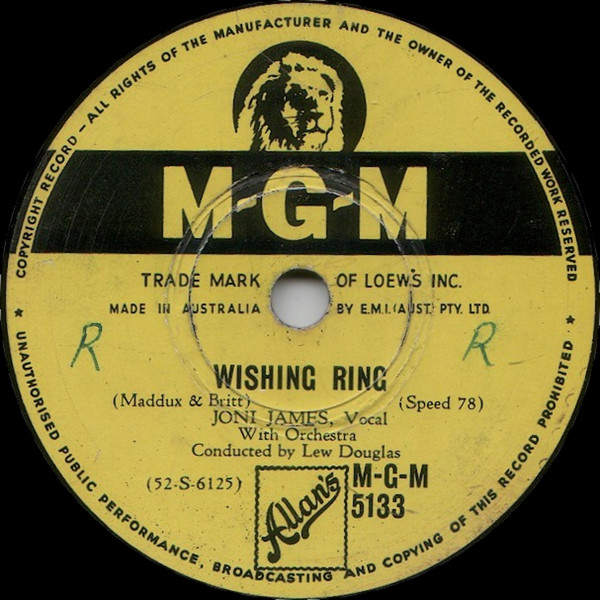 COPYRIGHT RECORD - ALL RIGHTS OF THE MANUFACTURER AND THE OWNER OF THE RECORDED WORK RESERVED
M-G-M
TRADE MARK OF LOEW'S INC.
MADE IN AUSTRALIA BY E.M.I. (AUST.) PTY. LTD
R R
WISHING RING
(Maddux & Britt) (Speed 78)
JONI JAMES, Vocal
With Orchestra
Conducted by Lew Douglas
(52-S-6125)
M-G-M
5133
Allan's
★ UNAUTHORISED PUBLIC PERFORMANCE, BROADCASTING AND COPYING OF THIS RECORD PROHIBITED ★